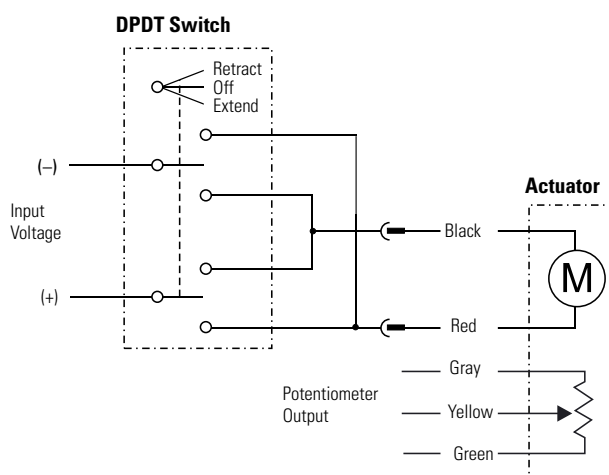 DPDT Switch
Retract
Off
Extend
(–)
Input
Voltage
(+)
Actuator
Black
M
Red
Gray
Potentiometer
Output
Yellow
Green